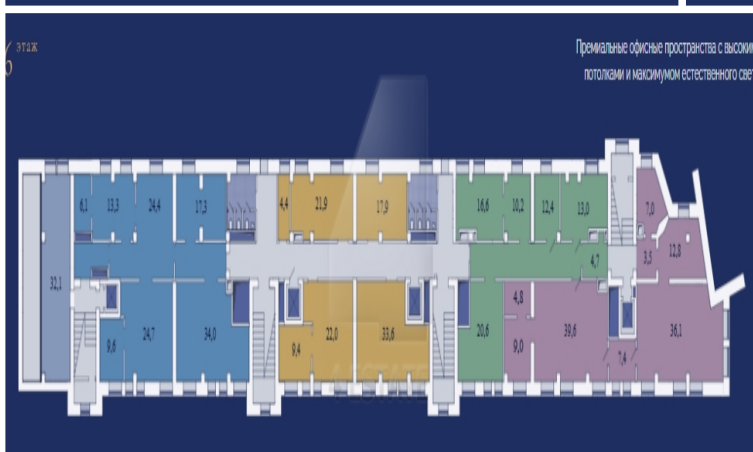 6 этаж
Премиальные офисные пространства с высоким
потолками и максимумом естественного свет
6,1 13,3 24,4 17,3 4,4 21,9 17,9 16,6 10,2 12,4 13,0 7,0
32,1 4,7 3,5 12,8
4,8
9,6 24,7 34,0 9,4 22,0 33,6 20,6 9,0 39,6 7,4 36,1